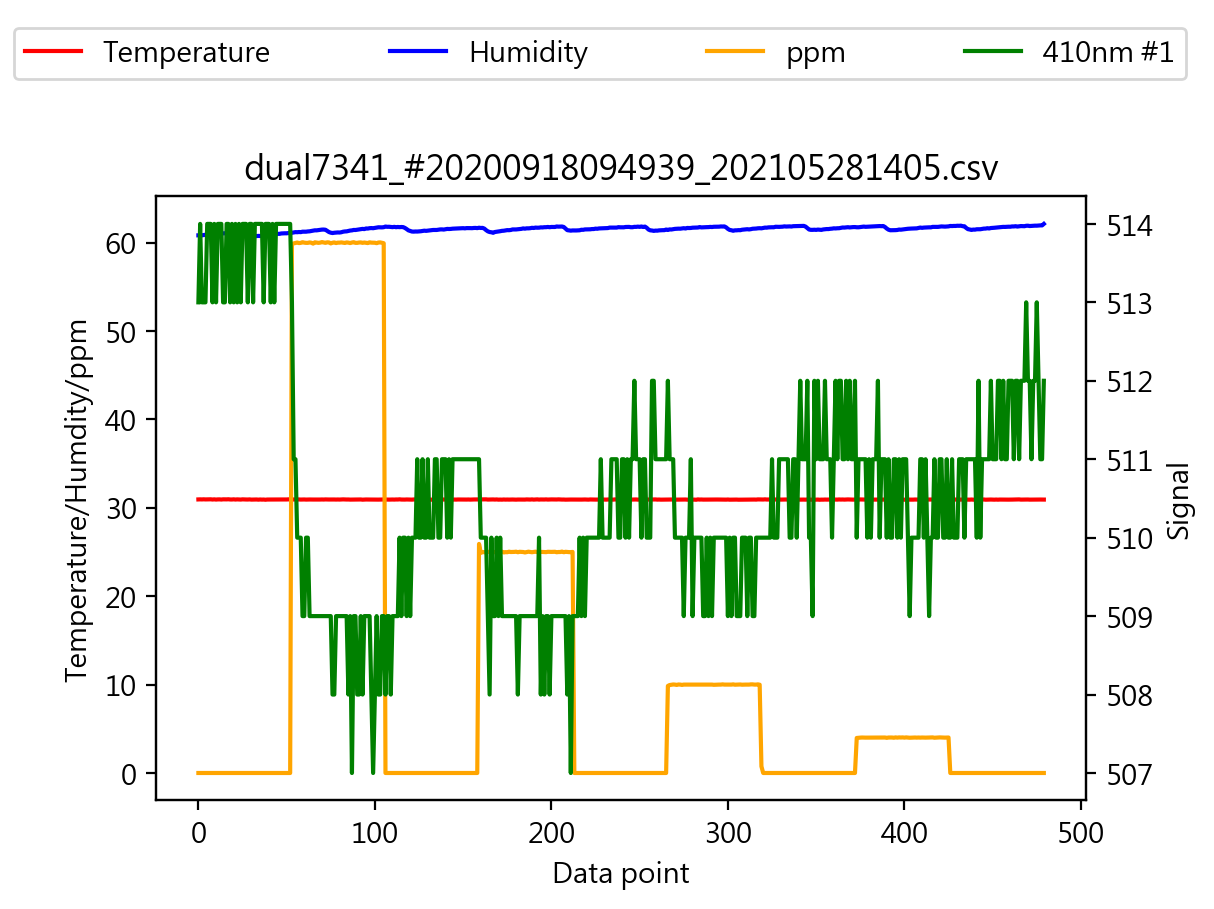 Temperature Humidity ppm 410nm #1
dual7341_#20200918094939_202105281405.csv
Temperature/Humdity/ppm
60
50
40
30
20
10
0
514
513
512
511
510
509
508
507
Signal
0 100 200 300 400 500
Data point